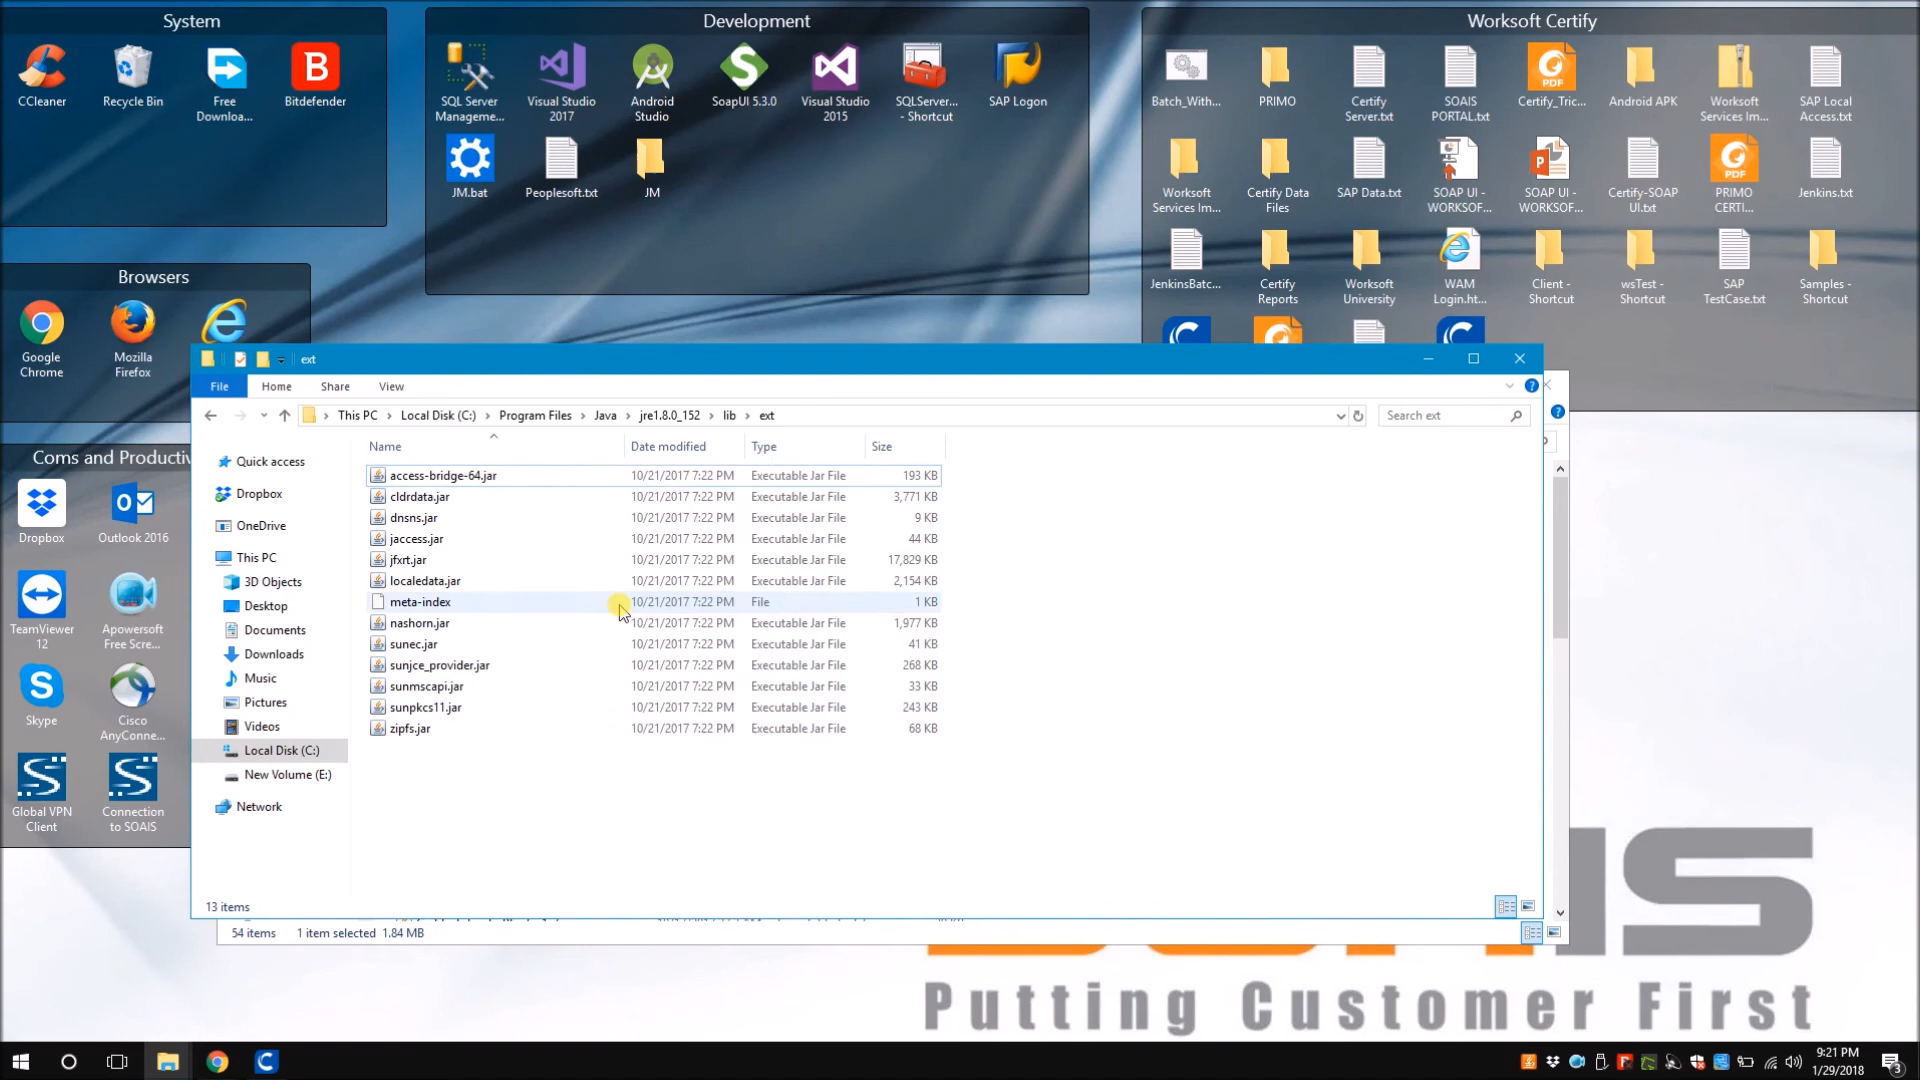 System
Development
Worksoft Certify
CCleaner
Recycle Bin
Free
Downloa...
Bitdefender
SQL Server
Manageme...
Visual Studio
2017
Android
Studio
SoapUI 5.3.0
Visual Studio
2015
SQLServer...
- Shortcut
SAP Logon
Batch_With...
PRIMO
Certify
Server.txt
SOAIS
PORTAL.txt
Certify_Tric...
Android APK
Worksoft
Services Im...
SAP Local
Access.txt
JM.bat
Peoplesoft.txt
JM
Worksoft
Services Im...
Certify Data
Files
SAP Data.txt
SOAP UI -
WORKSOF...
SOAP UI -
WORKSOF...
Certify-SOAP
UI.txt
PRIMO
CERTI...
Jenkins.txt
JenkinsBatc...
Certify
Reports
Worksoft
University
WAM
Login.ht...
Client -
Shortcut
wsTest -
Shortcut
SAP
TestCase.txt
Samples -
Shortcut
Browsers
Google
Chrome
Mozilla
Firefox
Coms and Productiv
Dropbox
Outlook 2016
TeamViewer
12
Apowersoft
Free Scre...
Skype
Cisco
AnyConne...
Global VPN
Client
Connection
to SOAIS
ext
File Home Share View
This PC > Local Disk (C:) > Program Files > Java > jre1.8.0_152 > lib > ext
Search ext
Quick access
Dropbox
OneDrive
This PC
3D Objects
Desktop
Documents
Downloads
Music
Pictures
Videos
Local Disk (C:)
New Volume (E:)
Network
Name Date modified Type Size
access-bridge-64.jar 10/21/2017 7:22 PM Executable Jar File 193 KB
cldrdata.jar 10/21/2017 7:22 PM Executable Jar File 3,771 KB
dnsns.jar 10/21/2017 7:22 PM Executable Jar File 9 KB
jaccess.jar 10/21/2017 7:22 PM Executable Jar File 44 KB
jfxrt.jar 10/21/2017 7:22 PM Executable Jar File 17,829 KB
localedata.jar 10/21/2017 7:22 PM Executable Jar File 2,154 KB
meta-index 10/21/2017 7:22 PM File 1 KB
nashorn.jar 10/21/2017 7:22 PM Executable Jar File 1,977 KB
sunec.jar 10/21/2017 7:22 PM Executable Jar File 41 KB
sunjce_provider.jar 10/21/2017 7:22 PM Executable Jar File 268 KB
sunmscapi.jar 10/21/2017 7:22 PM Executable Jar File 33 KB
sunpkcs11.jar 10/21/2017 7:22 PM Executable Jar File 243 KB
zipfs.jar 10/21/2017 7:22 PM Executable Jar File 68 KB
13 items
54 items 1 item selected 1.84 MB
Putting Customer First
9:21 PM
1/29/2018
3